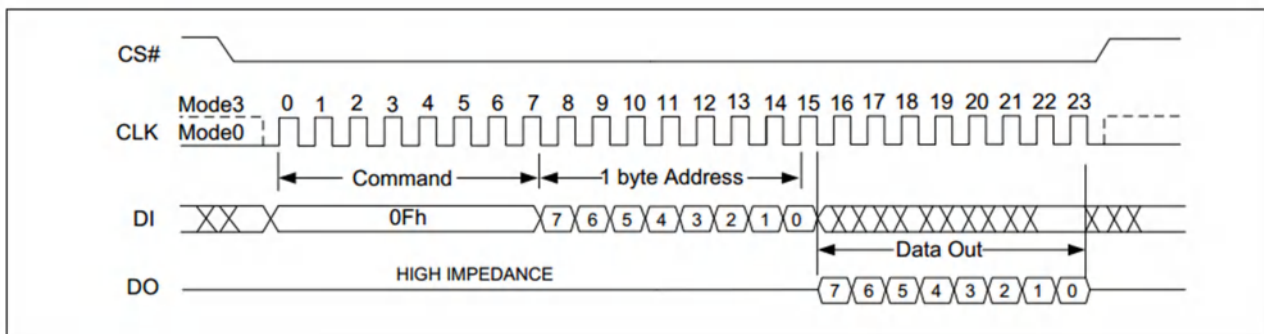 CS#
Mode3 0 1 2 3 4 5 6 7 8 9 10 11 12 13 14 15 16 17 18 19 20 21 22 23
CLK Mode0
Command 1 byte Address
DI 0Fh 7 6 5 4 3 2 1 0
Data Out
HIGH IMPEDANCE
DO 7 6 5 4 3 2 1 0